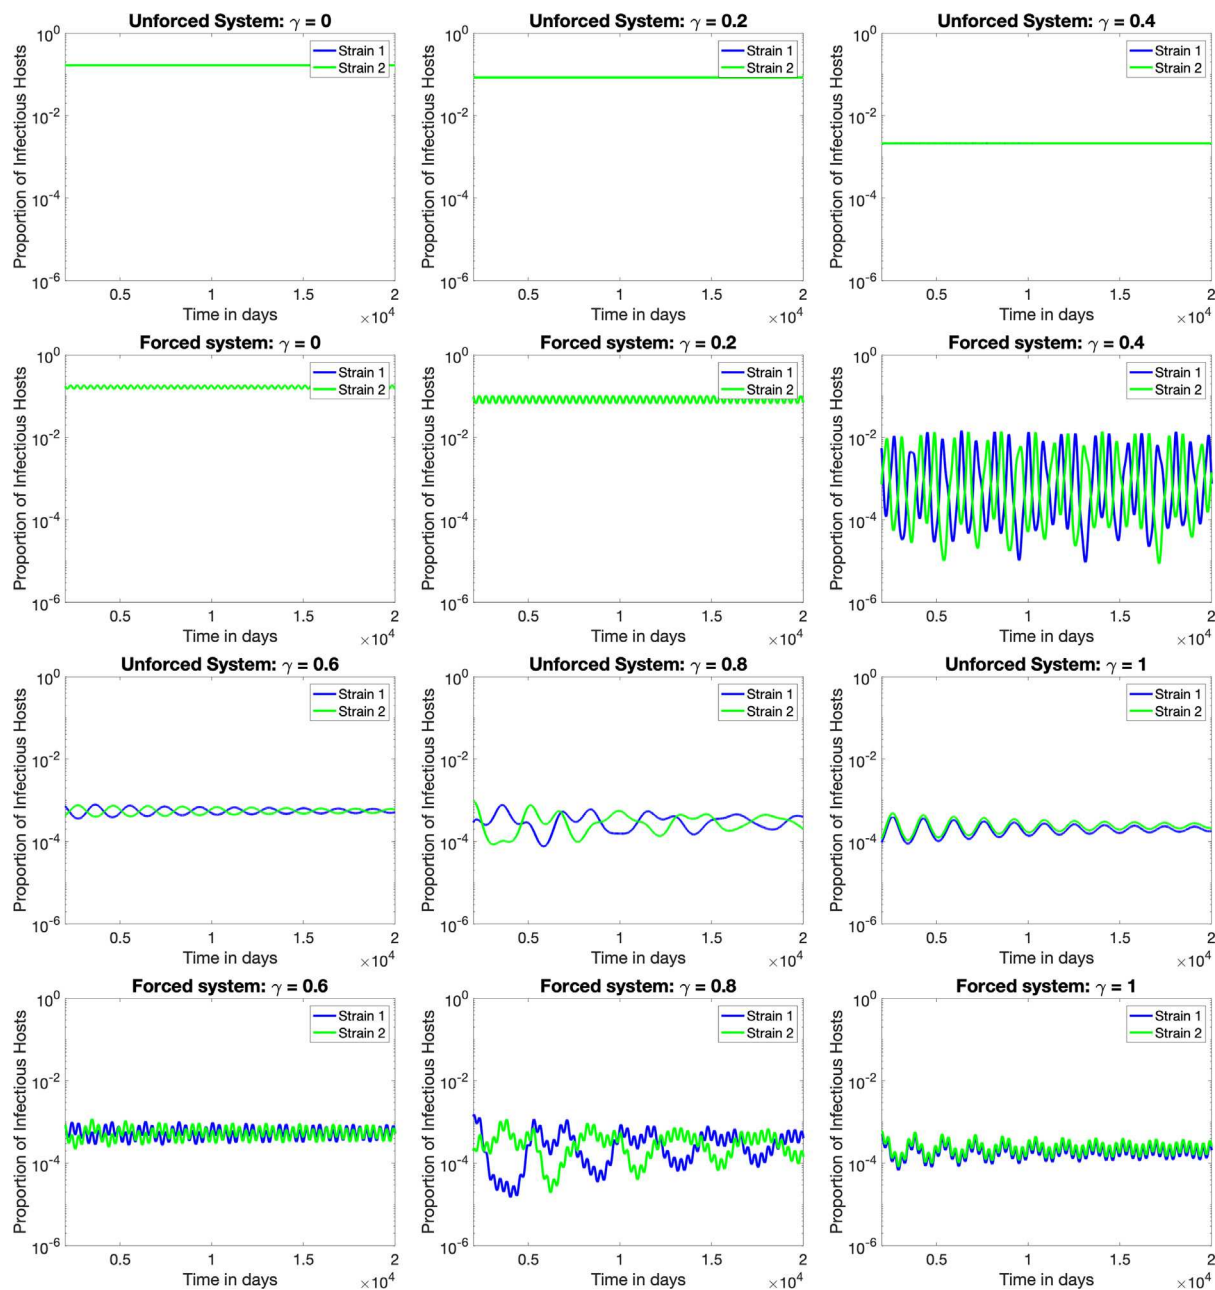 Unforced System: γ = 0
Proportion of Infectious Hosts
10^0
10^-2
10^-4
10^-6
Strain 1
Strain 2
0.5
1
1.5
2
Time in days
×10^4
Unforced System: γ = 0.2
Proportion of Infectious Hosts
10^0
10^-2
10^-4
10^-6
Strain 1
Strain 2
0.5
1
1.5
2
Time in days
×10^4
Unforced System: γ = 0.4
Proportion of Infectious Hosts
10^0
10^-2
10^-4
10^-6
Strain 1
Strain 2
0.5
1
1.5
2
Time in days
×10^4
Forced system: γ = 0
Proportion of Infectious Hosts
10^0
10^-2
10^-4
10^-6
Strain 1
Strain 2
0.5
1
1.5
2
Time in days
×10^4
Forced system: γ = 0.2
Proportion of Infectious Hosts
10^0
10^-2
10^-4
10^-6
Strain 1
Strain 2
0.5
1
1.5
2
Time in days
×10^4
Forced system: γ = 0.4
Proportion of Infectious Hosts
10^0
10^-2
10^-4
10^-6
Strain 1
Strain 2
0.5
1
1.5
2
Time in days
×10^4
Unforced System: γ = 0.6
Proportion of Infectious Hosts
10^0
10^-2
10^-4
10^-6
Strain 1
Strain 2
0.5
1
1.5
2
Time in days
×10^4
Unforced System: γ = 0.8
Proportion of Infectious Hosts
10^0
10^-2
10^-4
10^-6
Strain 1
Strain 2
0.5
1
1.5
2
Time in days
×10^4
Unforced System: γ = 1
Proportion of Infectious Hosts
10^0
10^-2
10^-4
10^-6
Strain 1
Strain 2
0.5
1
1.5
2
Time in days
×10^4
Forced system: γ = 0.6
Proportion of Infectious Hosts
10^0
10^-2
10^-4
10^-6
Strain 1
Strain 2
0.5
1
1.5
2
Time in days
×10^4
Forced system: γ = 0.8
Proportion of Infectious Hosts
10^0
10^-2
10^-4
10^-6
Strain 1
Strain 2
0.5
1
1.5
2
Time in days
×10^4
Forced system: γ = 1
Proportion of Infectious Hosts
10^0
10^-2
10^-4
10^-6
Strain 1
Strain 2
0.5
1
1.5
2
Time in days
×10^4